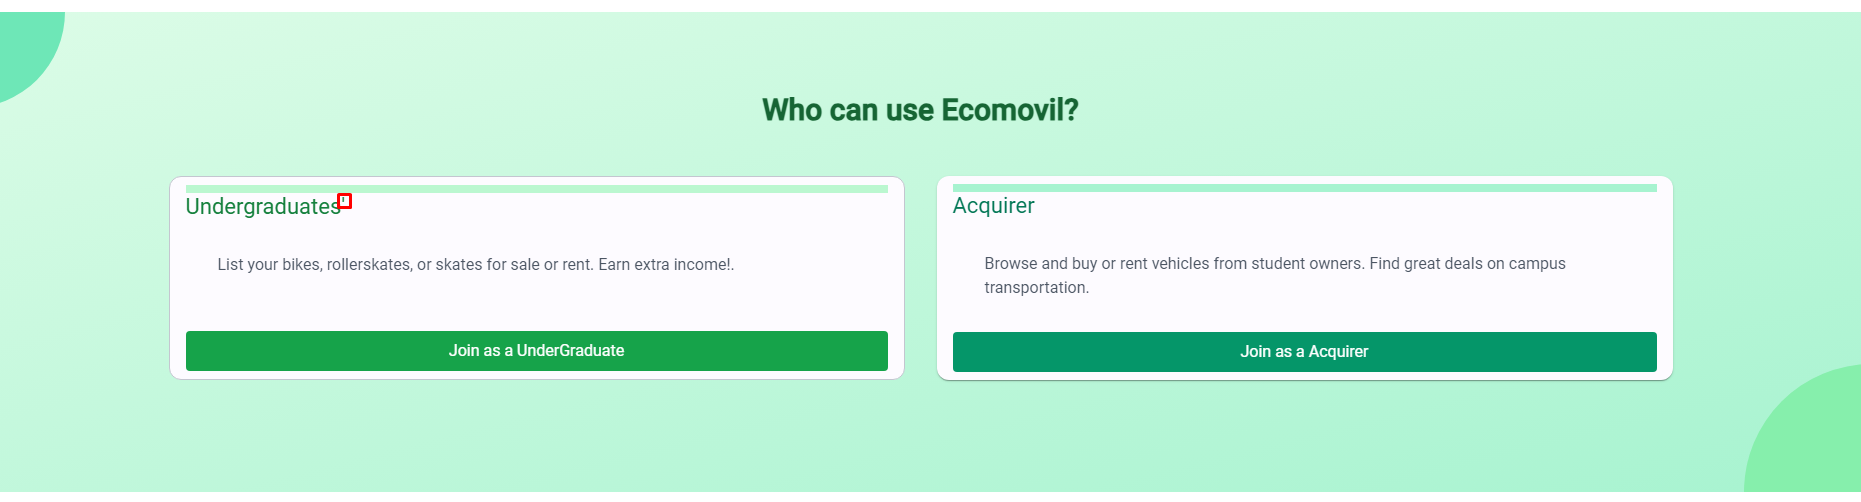 Who can use Ecomovil?
Undergraduates'
List your bikes, rollerskates, or skates for sale or rent. Earn extra income!.
Join as a UnderGraduate
Acquirer
Browse and buy or rent vehicles from student owners. Find great deals on campus
transportation.
Join as a Acquirer